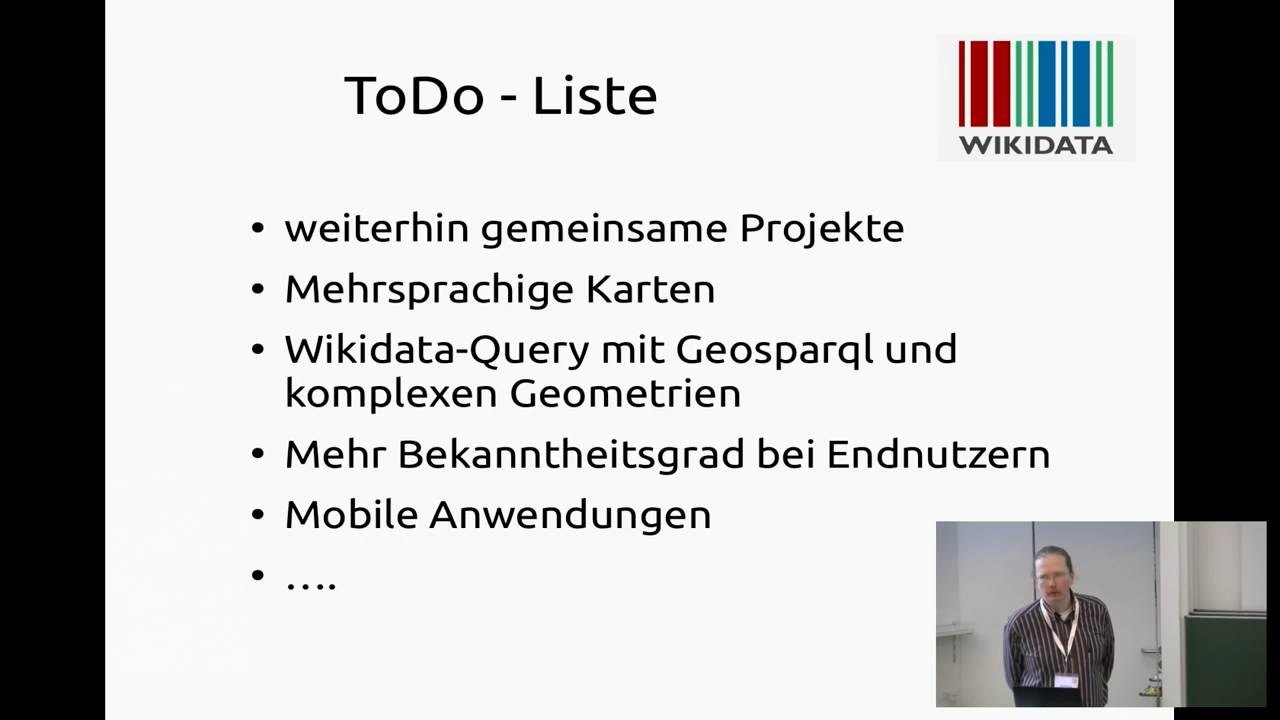 ToDo - Liste
WIKIDATA
• weiterhin gemeinsame Projekte
• Mehrsprachige Karten
• Wikidata-Query mit Geosparql und
komplexen Geometrien
• Mehr Bekanntheitsgrad bei Endnutzern
• Mobile Anwendungen
• ....